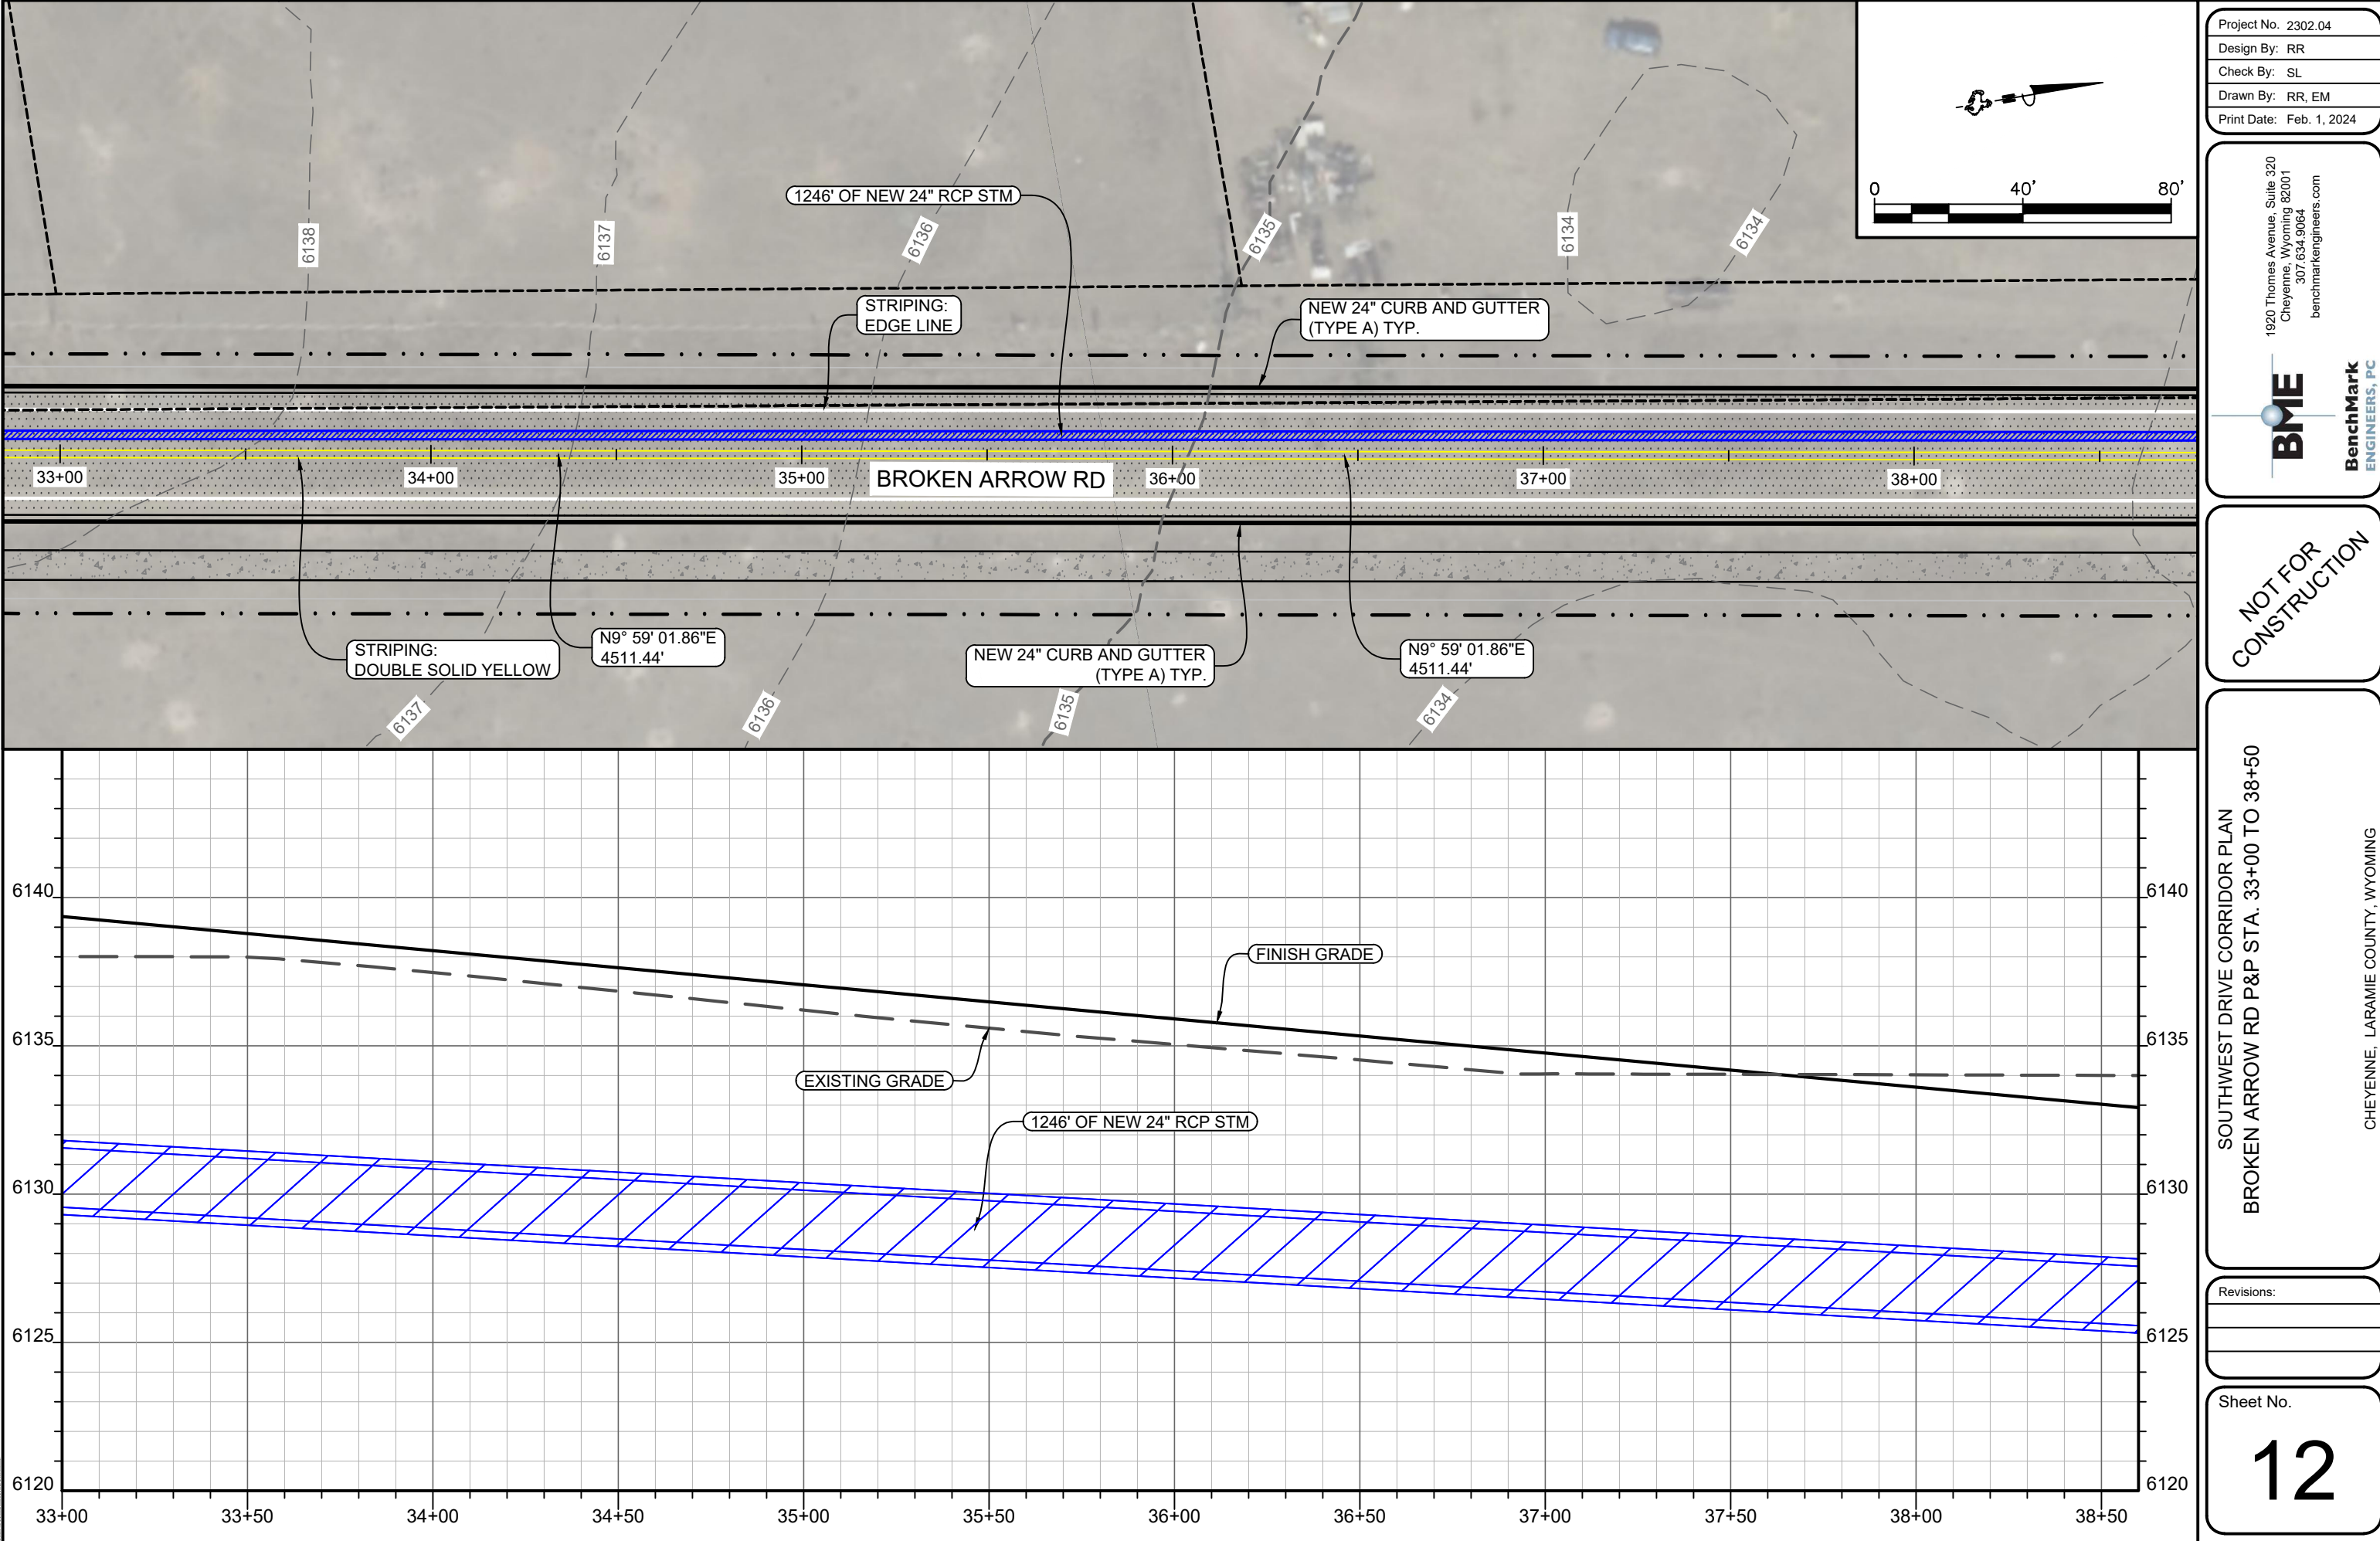 6138
6137
6136
6135
6134
6134
1246' OF NEW 24" RCP STM
STRIPING:
EDGE LINE
NEW 24" CURB AND GUTTER
(TYPE A) TYP.
0
40'
80'
33+00
34+00
35+00
BROKEN ARROW RD
36+00
37+00
38+00
STRIPING:
DOUBLE SOLID YELLOW
N9° 59' 01.86"E
4511.44'
NEW 24" CURB AND GUTTER
(TYPE A) TYP.
N9° 59' 01.86"E
4511.44'
6137
6136
6135
6134
6140
6135
6130
6125
6120
FINISH GRADE
EXISTING GRADE
1246' OF NEW 24" RCP STM
6140
6135
6130
6125
6120
33+00
33+50
34+00
34+50
35+00
35+50
36+00
36+50
37+00
37+50
38+00
38+50
Project No. 2302.04
Design By: RR
Check By: SL
Drawn By: RR, EM
Print Date: Feb. 1, 2024
1920 Thomes Avenue, Suite 320
Cheyenne, Wyoming 82001
307.634.9064
benchmarkengineers.com
BME
BenchMark
ENGINEERS, PC
NOT FOR
CONSTRUCTION
SOUTHWEST DRIVE CORRIDOR PLAN
BROKEN ARROW RD P&P STA. 33+00 TO 38+50
CHEYENNE, LARAMIE COUNTY, WYOMING
Revisions:
Sheet No.
12